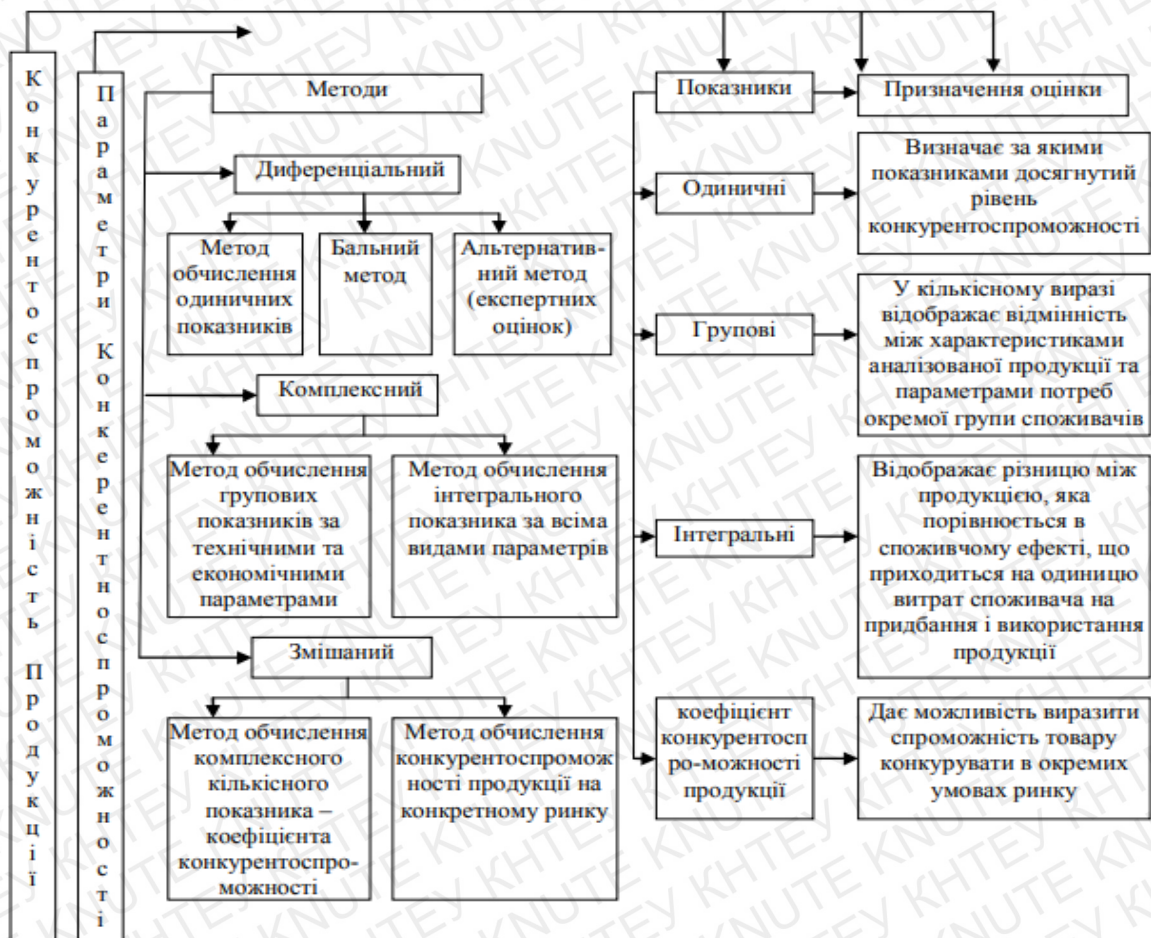 Конкурентоспроможність Продукції
Параметри Конкерентноспроможності
Методи
Показники
Призначення оцінки
Диференціальний
Метод
обчислення
одиничних
показників
Бальний
метод
Альтернатив-
ний метод
(експертних
оцінок)
Комплексний
Метод обчислення
групових
показників за
технічними та
економічними
параметрами
Метод обчислення
інтегрального
показника за всіма
видами параметрів
Змішаний
Метод обчислення
комплексного
кількісного
показника –
коефіцієнта
конкурентоспро-
можності
Метод обчислення
конкурентоспромож
ності продукції на
конкретному ринку
Одиничні
Визначає за якими
показниками досягнутий
рівень
конкурентоспроможності
Групові
У кількісному виразі
відображає відмінність
між характеристиками
аналізованої продукції та
параметрами потреб
окремої групи споживачів
Інтегральні
Відображає різницю між
продукцією, яка
порівнюється в
споживчому ефекті, що
приходиться на одиницю
витрат споживача на
придбання і використання
продукції
коефіцієнт
конкурентосп
ро-можності
продукції
Дає можливість виразити
спроможність товару
конкурувати в окремих
умовах ринку